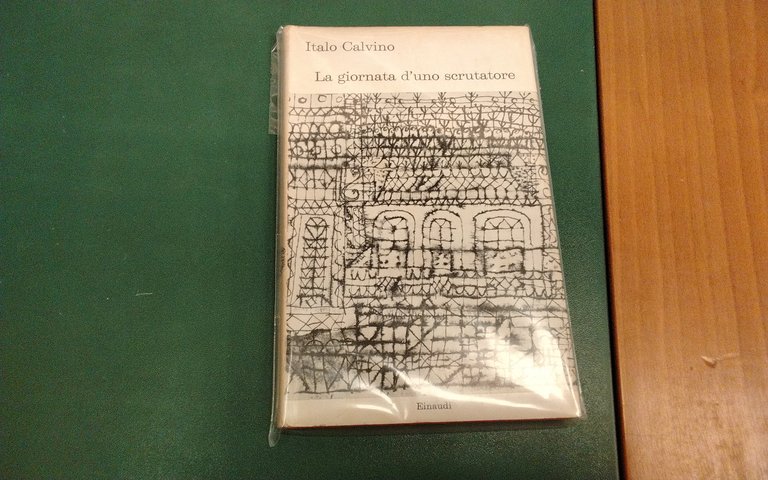 Italo Calvino
La giornata d'uno scrutatore
Einaudi